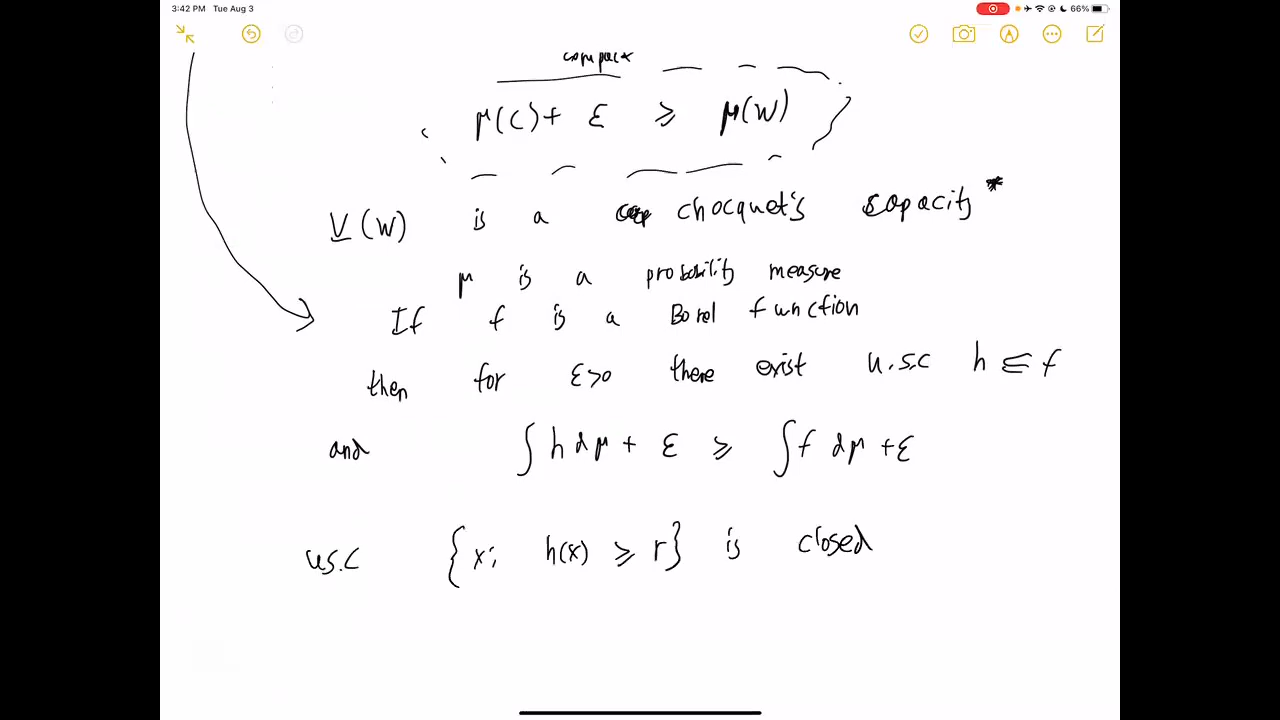 3:42 PM Tue Aug 3 66%
compact
μ(C)+ ε ⩾ μ(W)
V(W) is a chocquet's capacity*
μ is a probability measure
If f is a Borel function
then for ε>0 there exist u.s.c h ≤ f
and ∫ h dμ + ε ⩾ ∫ f dμ + ε
u.s.c {x; h(x) ⩾ r} is closed